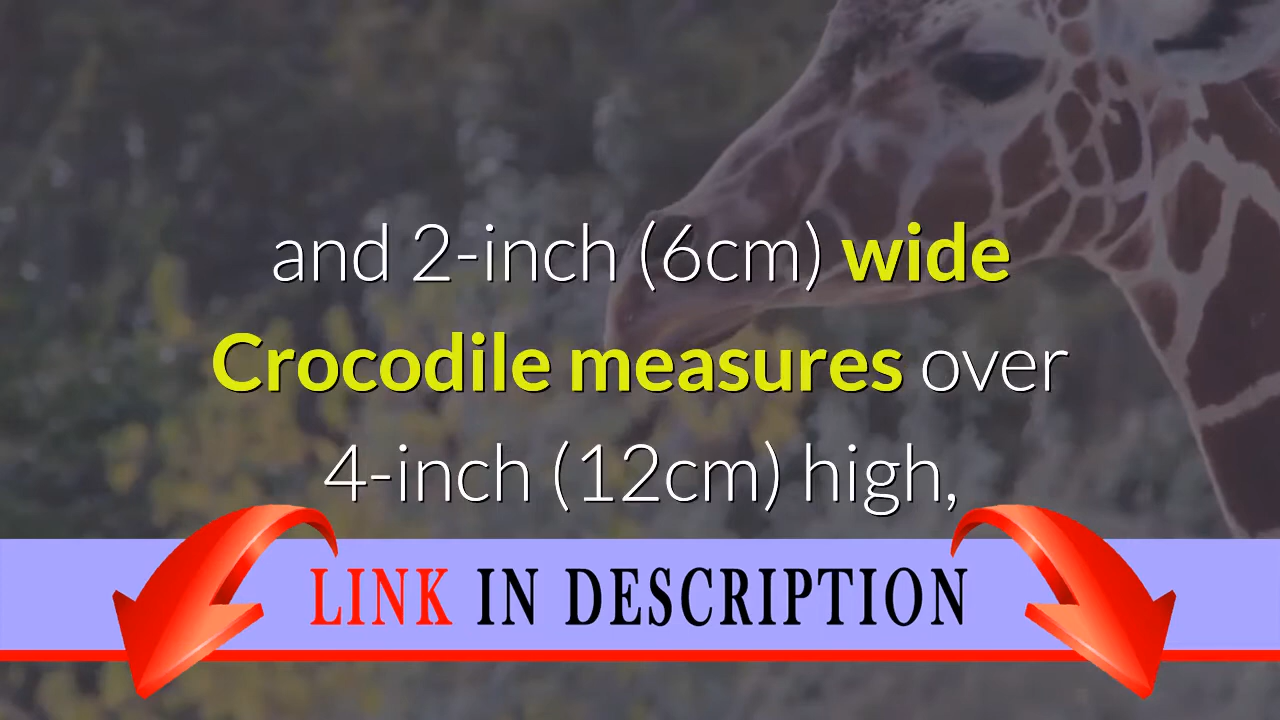 and 2-inch (6cm) wide
Crocodile measures over
4-inch (12cm) high,
LINK IN DESCRIPTION